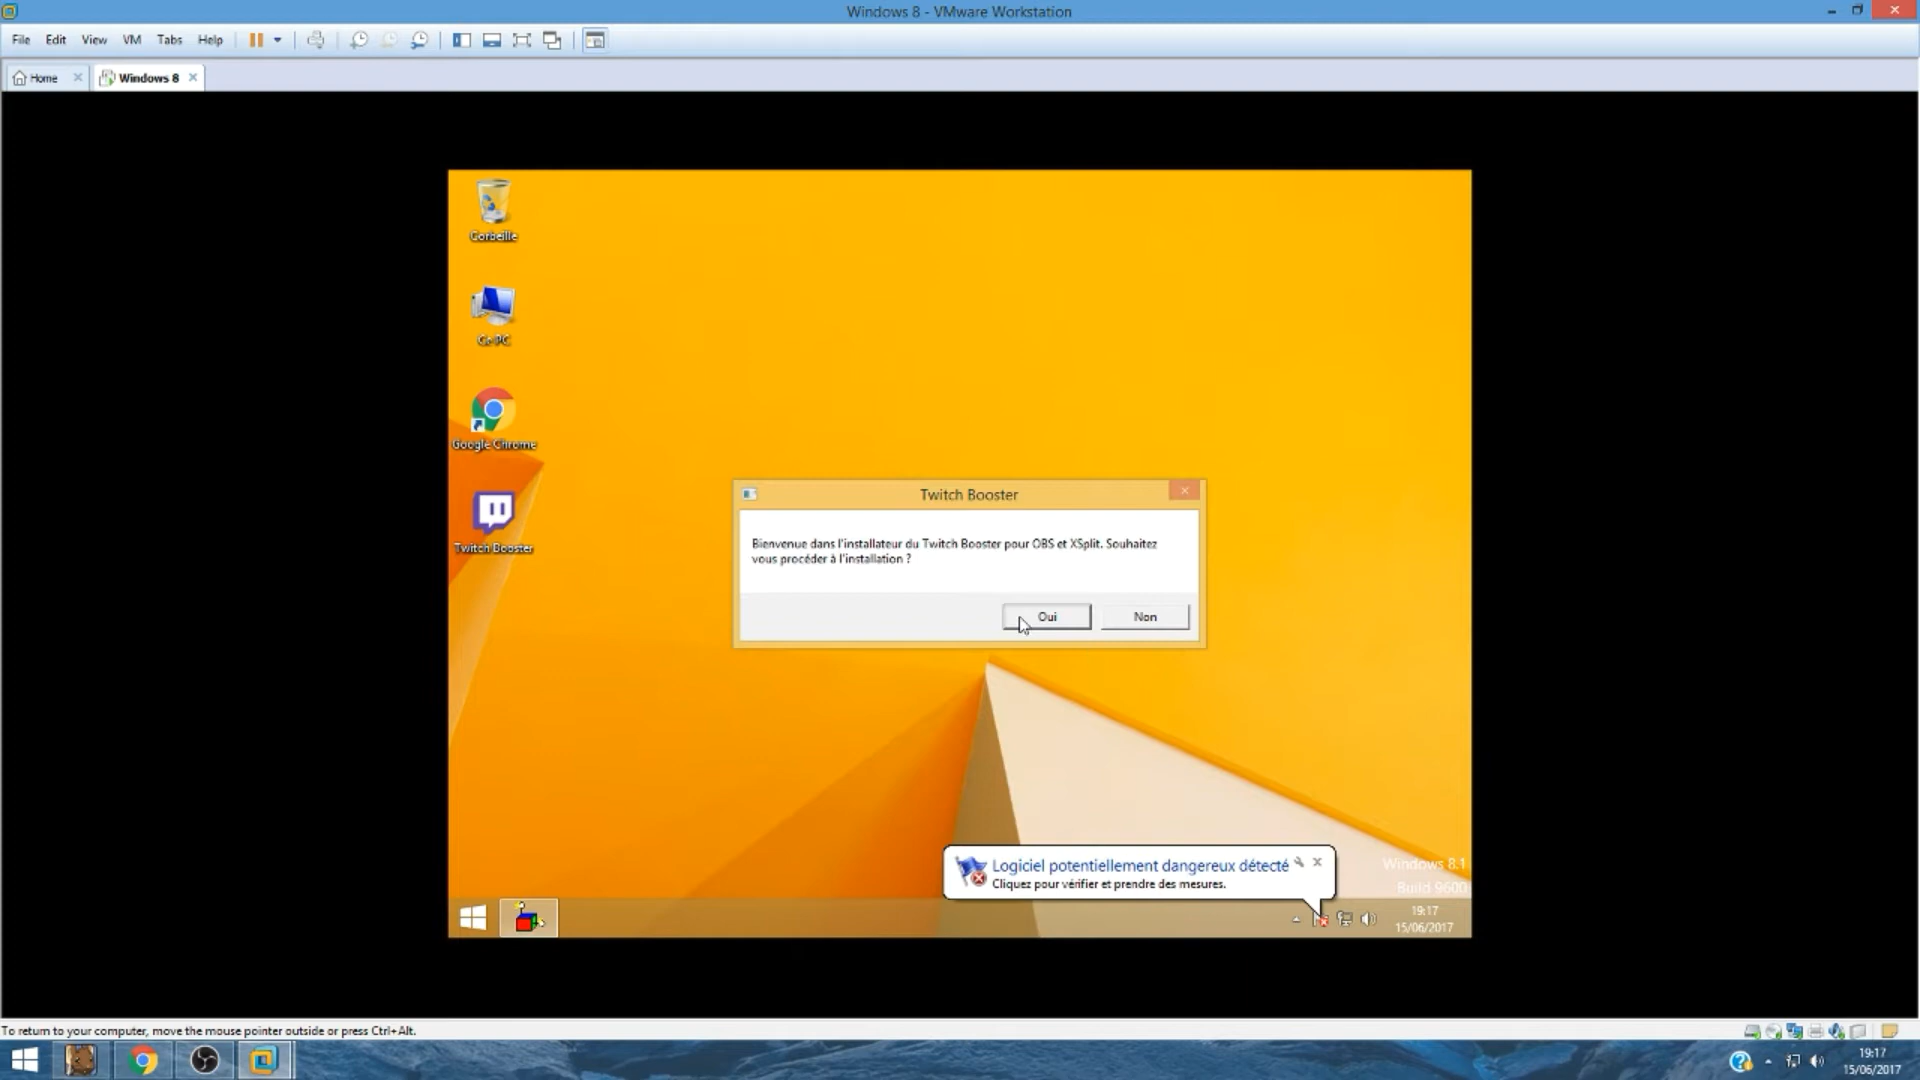 Windows 8 - VMware Workstation
File Edit View VM Tabs Help
Home
Windows 8
Corbeille
Ce PC
Google Chrome
Twitch Booster
Twitch Booster
Bienvenue dans l'installateur du Twitch Booster pour OBS et XSplit. Souhaitez
vous procéder à l'installation ?
Oui Non
Logiciel potentiellement dangereux détecté
Cliquez pour vérifier et prendre des mesures.
Windows 8.1
Build 9600
19:17
15/06/2017
To return to your computer, move the mouse pointer outside or press Ctrl+Alt.
19:17
15/06/2017